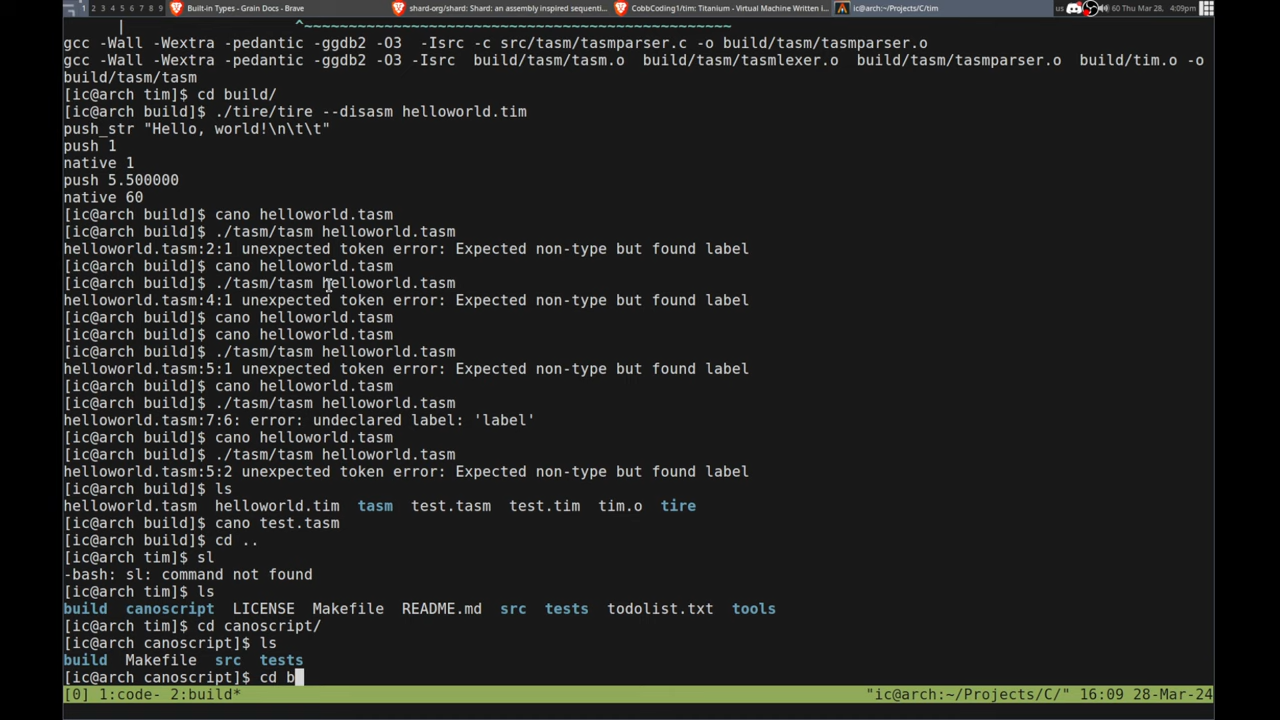 1 2 3 4 5 6 7 8 9 Built-in Types - Grain Docs - Brave shard-org/shard: Shard: an assembly inspired sequenti... CobbCoding1/tim: Titanium - Virtual Machine Written i... ic@arch:~/Projects/C/tim us 60 Thu Mar 28, 4:09pm
| ^~~~~~~~~~~~~~~~~~~~~~~~~~~~~~~~~~~~~~~~~~~~~~~~~
gcc -Wall -Wextra -pedantic -ggdb2 -O3  -Isrc -c src/tasm/tasmparser.c -o build/tasm/tasmparser.o
gcc -Wall -Wextra -pedantic -ggdb2 -O3 -Isrc  build/tasm/tasm.o  build/tasm/tasmlexer.o  build/tasm/tasmparser.o  build/tim.o -o
build/tasm/tasm
[ic@arch tim]$ cd build/
[ic@arch build]$ ./tire/tire --disasm helloworld.tim
push_str "Hello, world!\n\t\t"
push 1
native 1
push 5.500000
native 60
[ic@arch build]$ cano helloworld.tasm
[ic@arch build]$ ./tasm/tasm helloworld.tasm
helloworld.tasm:2:1 unexpected token error: Expected non-type but found label
[ic@arch build]$ cano helloworld.tasm
[ic@arch build]$ ./tasm/tasm helloworld.tasm
helloworld.tasm:4:1 unexpected token error: Expected non-type but found label
[ic@arch build]$ cano helloworld.tasm
[ic@arch build]$ cano helloworld.tasm
[ic@arch build]$ ./tasm/tasm helloworld.tasm
helloworld.tasm:5:1 unexpected token error: Expected non-type but found label
[ic@arch build]$ cano helloworld.tasm
[ic@arch build]$ ./tasm/tasm helloworld.tasm
helloworld.tasm:7:6: error: undeclared label: 'label'
[ic@arch build]$ cano helloworld.tasm
[ic@arch build]$ ./tasm/tasm helloworld.tasm
helloworld.tasm:5:2 unexpected token error: Expected non-type but found label
[ic@arch build]$ ls
helloworld.tasm  helloworld.tim  tasm  test.tasm  test.tim  tim.o  tire
[ic@arch build]$ cano test.tasm
[ic@arch build]$ cd ..
[ic@arch tim]$ sl
-bash: sl: command not found
[ic@arch tim]$ ls
build  canoscript  LICENSE  Makefile  README.md  src  tests  todolist.txt  tools
[ic@arch tim]$ cd canoscript/
[ic@arch canoscript]$ ls
build  Makefile  src  tests
[ic@arch canoscript]$ cd b
[0] 1:code- 2:build* "ic@arch:~/Projects/C/" 16:09 28-Mar-24